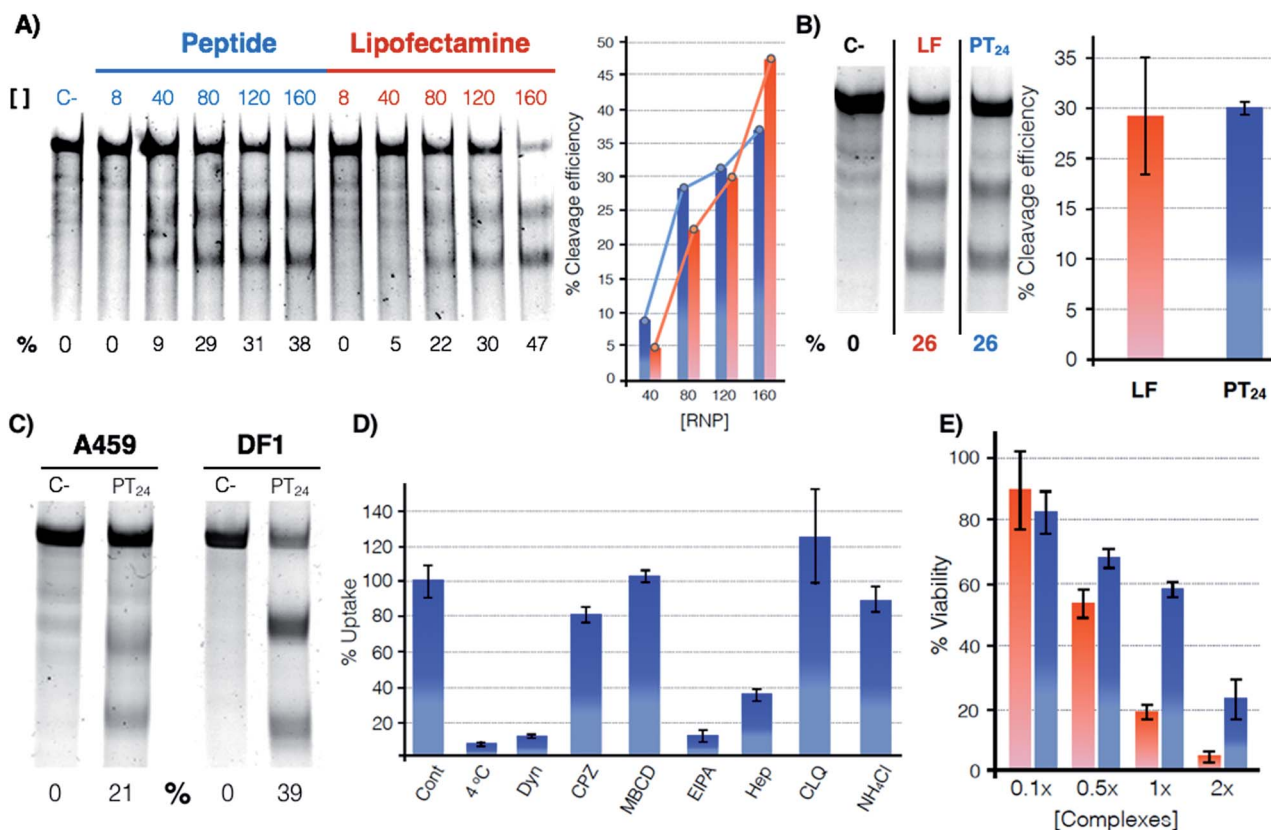 A)
Peptide Lipofectamine
[ ] C- 8 40 80 120 160 8 40 80 120 160
% 0 0 9 29 31 38 0 5 22 30 47
% Cleavage efficiency
50
45
40
35
30
25
20
15
10
5
0
40 80 120 160
[RNP]
B)
C- LF PT24
% 0 26 26
% Cleavage efficiency
35
30
25
20
15
10
5
0
LF PT24
C)
A459 DF1
C- PT24 C- PT24
0 21 % 0 39
D)
% Uptake
140
120
100
80
60
40
20
Cont 4 ºC Dyn CPZ MBCD EIPA Hep CLQ NH4Cl
E)
% Viability
100
80
60
40
20
0
0.1x 0.5x 1x 2x
[Complexes]